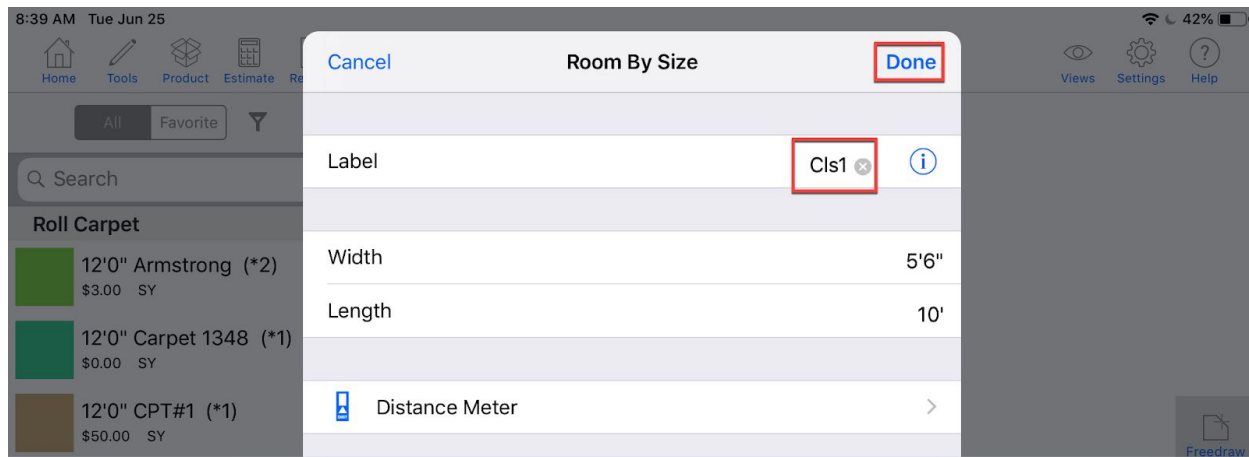 8:39 AM Tue Jun 25
42%
Home Tools Product Estimate Re
Cancel Room By Size Done
Views Settings Help
All Favorite
Label Cls1
Search
Roll Carpet
12'0" Armstrong (*2)
$3.00 SY
Width 5'6"
Length 10'
12'0" Carpet 1348 (*1)
$0.00 SY
Distance Meter
12'0" CPT#1 (*1)
$50.00 SY
Freedraw